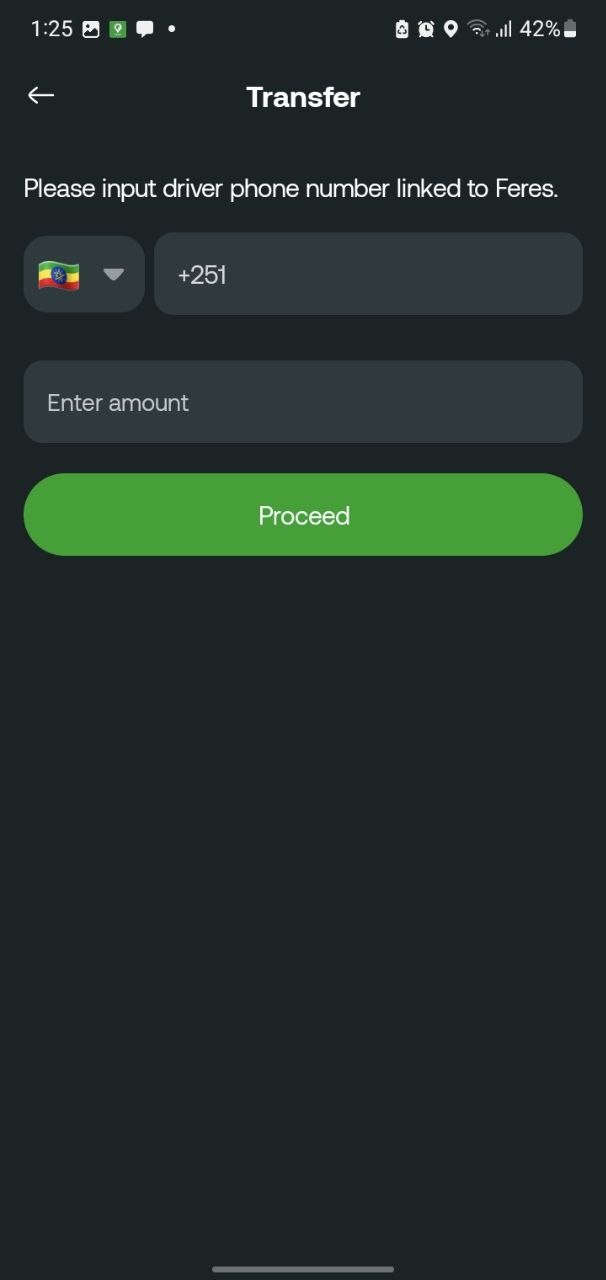 1:25
42%
Transfer
Please input driver phone number linked to Feres.
+251
Enter amount
Proceed